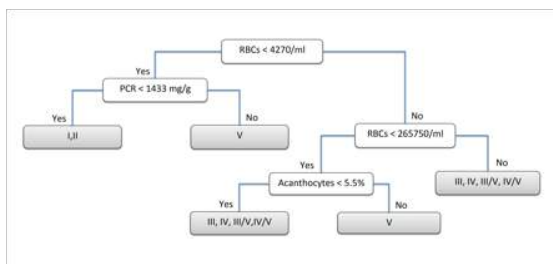 RBCs < 4270/ml
Yes
PCR < 1433 mg/g
Yes
No
No
I,II
V
RBCs < 265750/ml
Yes
No
Acanthocytes < 5.5%
III, IV, III/V, IV/V
Yes
No
III, IV, III/V,IV/V
V